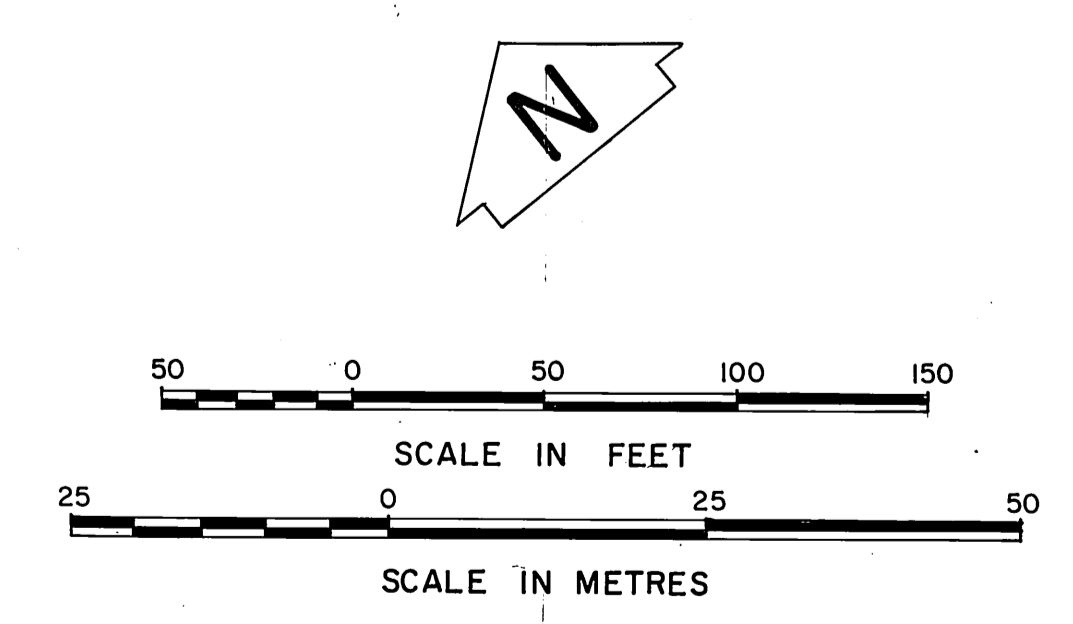 N
50 0 50 100 150
SCALE IN FEET
25 0 25 50
SCALE IN METRES